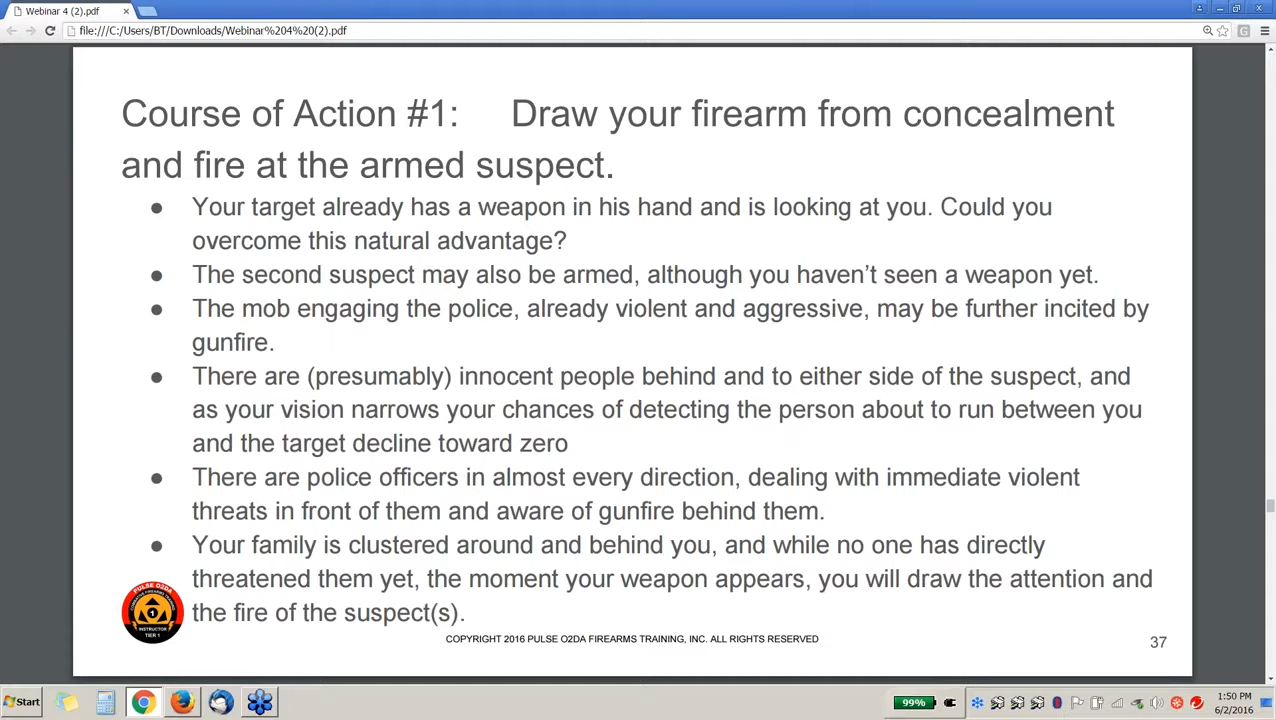 Webinar 4 (2).pdf
file:///C:/Users/BT/Downloads/Webinar%204%20(2).pdf
Course of Action #1: Draw your firearm from concealment
and fire at the armed suspect.
● Your target already has a weapon in his hand and is looking at you. Could you
overcome this natural advantage?
● The second suspect may also be armed, although you haven’t seen a weapon yet.
● The mob engaging the police, already violent and aggressive, may be further incited by
gunfire.
● There are (presumably) innocent people behind and to either side of the suspect, and
as your vision narrows your chances of detecting the person about to run between you
and the target decline toward zero
● There are police officers in almost every direction, dealing with immediate violent
threats in front of them and aware of gunfire behind them.
● Your family is clustered around and behind you, and while no one has directly
threatened them yet, the moment your weapon appears, you will draw the attention and
the fire of the suspect(s).
PULSE O2DA
INSTRUCTOR
TIER 1
COPYRIGHT 2016 PULSE O2DA FIREARMS TRAINING, INC. ALL RIGHTS RESERVED
37
Start
99%
1:50 PM
6/2/2016